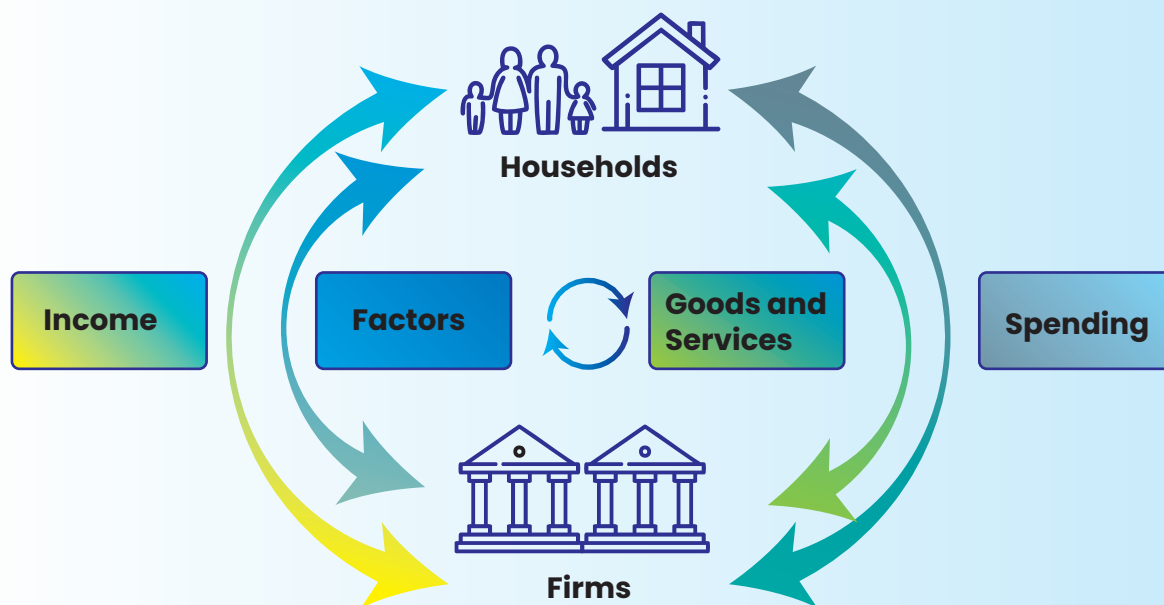 Households
Income
Factors
Goods and
Services
Spending
Firms